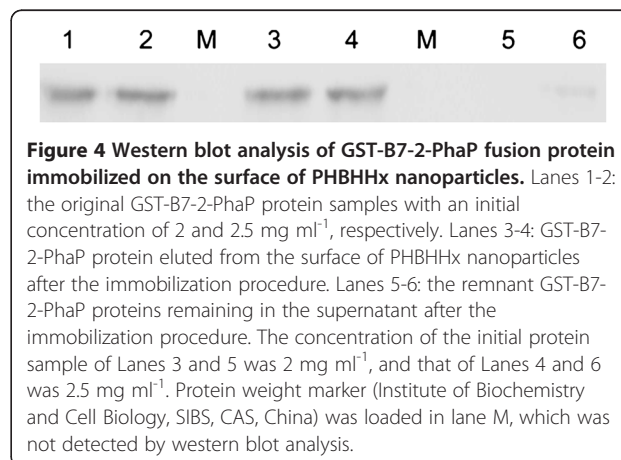 1 2 M 3 4 M 5 6
Figure 4 Western blot analysis of GST-B7-2-PhaP fusion protein
immobilized on the surface of PHBHHx nanoparticles. Lanes 1-2:
the original GST-B7-2-PhaP protein samples with an initial
concentration of 2 and 2.5 mg ml⁻¹, respectively. Lanes 3-4: GST-B7-
2-PhaP protein eluted from the surface of PHBHHx nanoparticles
after the immobilization procedure. Lanes 5-6: the remnant GST-B7-
2-PhaP proteins remaining in the supernatant after the
immobilization procedure. The concentration of the initial protein
sample of Lanes 3 and 5 was 2 mg ml⁻¹, and that of Lanes 4 and 6
was 2.5 mg ml⁻¹. Protein weight marker (Institute of Biochemistry
and Cell Biology, SIBS, CAS, China) was loaded in lane M, which was
not detected by western blot analysis.